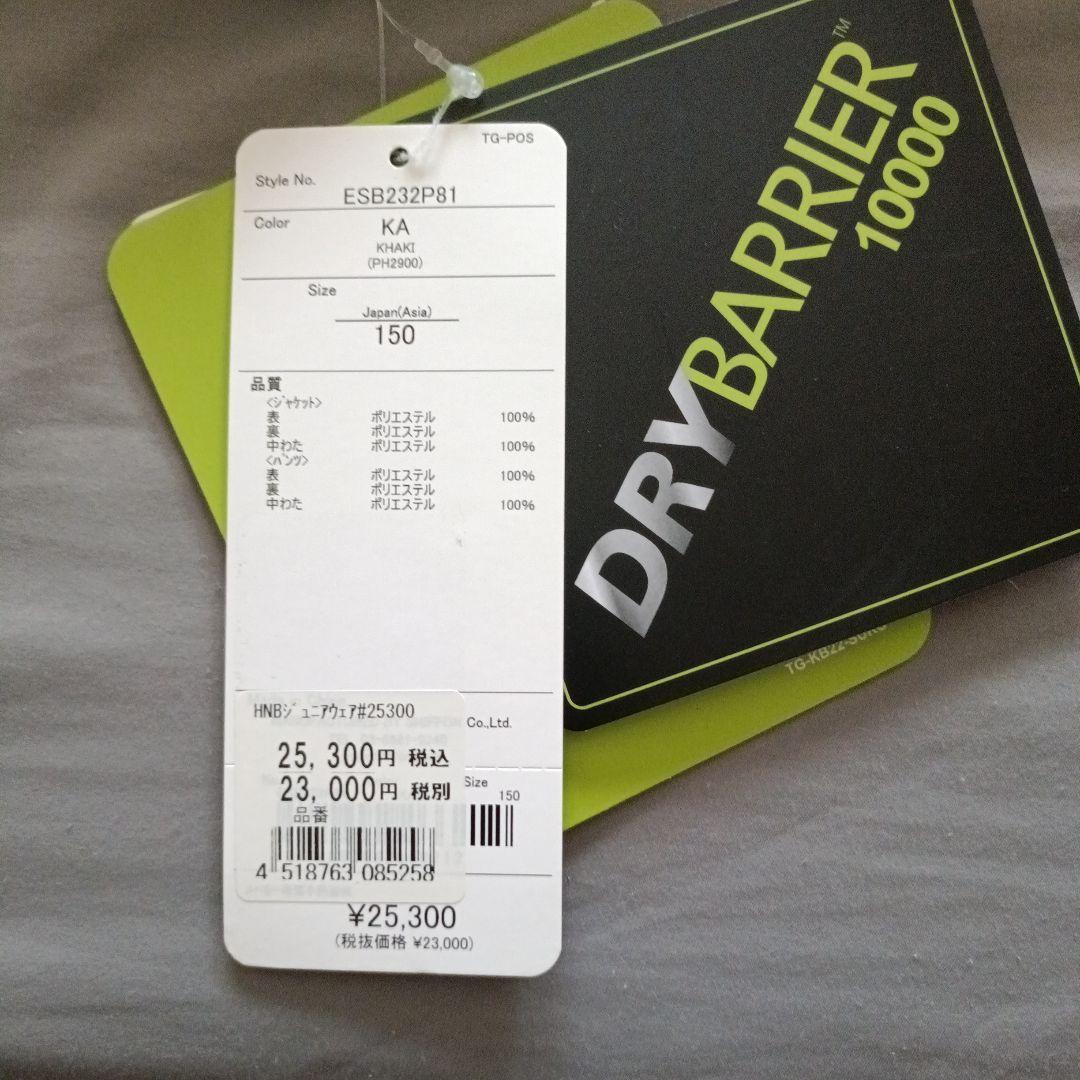 TG-POS
Style No.
ESB232P81
Color
KA
KHAKI
(PH2900)
Size
Japan(Asia)
150
品質
<ジャケット>
表 ポリエステル 100%
裏 ポリエステル
中わた ポリエステル 100%
<パンツ>
表 ポリエステル 100%
裏 ポリエステル
中わた ポリエステル 100%
Co.,Ltd.
HNBジュニアウェア#25300
25,300円 税込
23,000円 税別
品番
4 518763 085258
Size
150
¥25,300
(税抜価格 ¥23,000)
DRYBARRIER™
10000